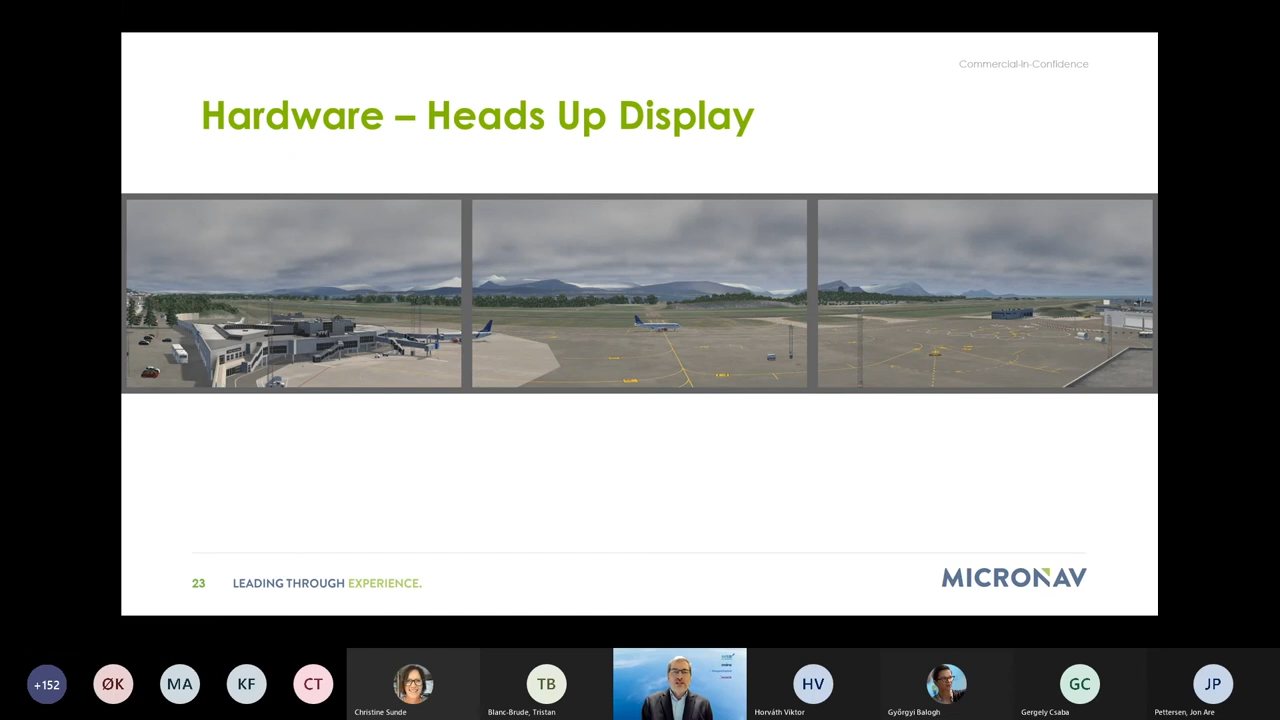 Commercial-in-Confidence
Hardware – Heads Up Display
23
LEADING THROUGH EXPERIENCE.
MICRONAV
+152
ØK
MA
KF
CT
Christine Sunde
TB
Blanc-Brude, Tristan
HV
Horváth Viktor
Györgyi Balogh
GC
Gergely Csaba
JP
Pettersen, Jon Are